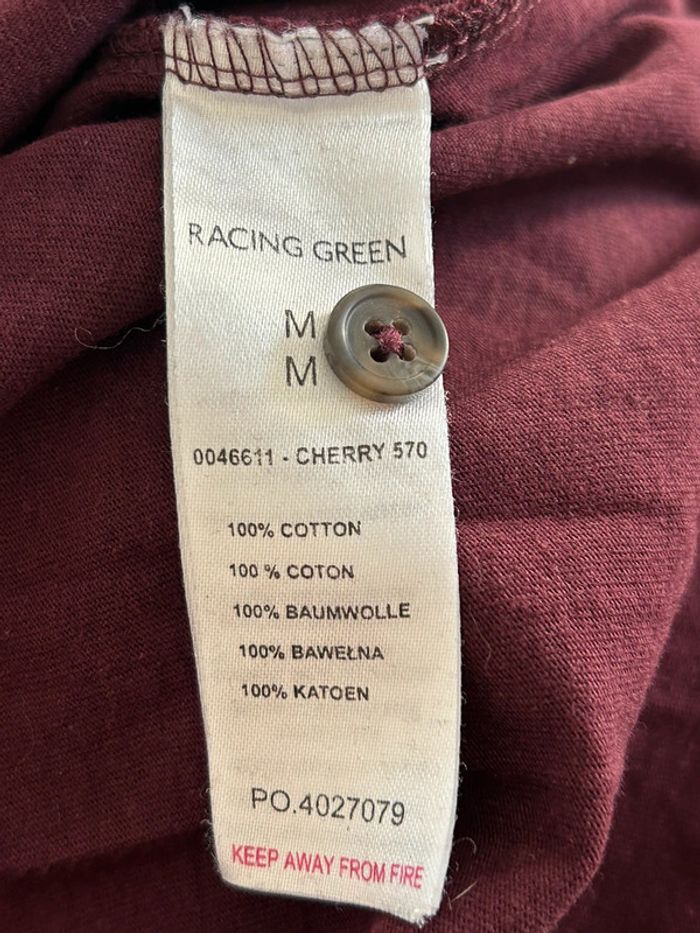 RACING GREEN
M
M
0046611 - CHERRY 570
100% COTTON
100 % COTON
100% BAUMWOLLE
100% BAWEŁNA
100% KATOEN
PO.4027079
KEEP AWAY FROM FIRE